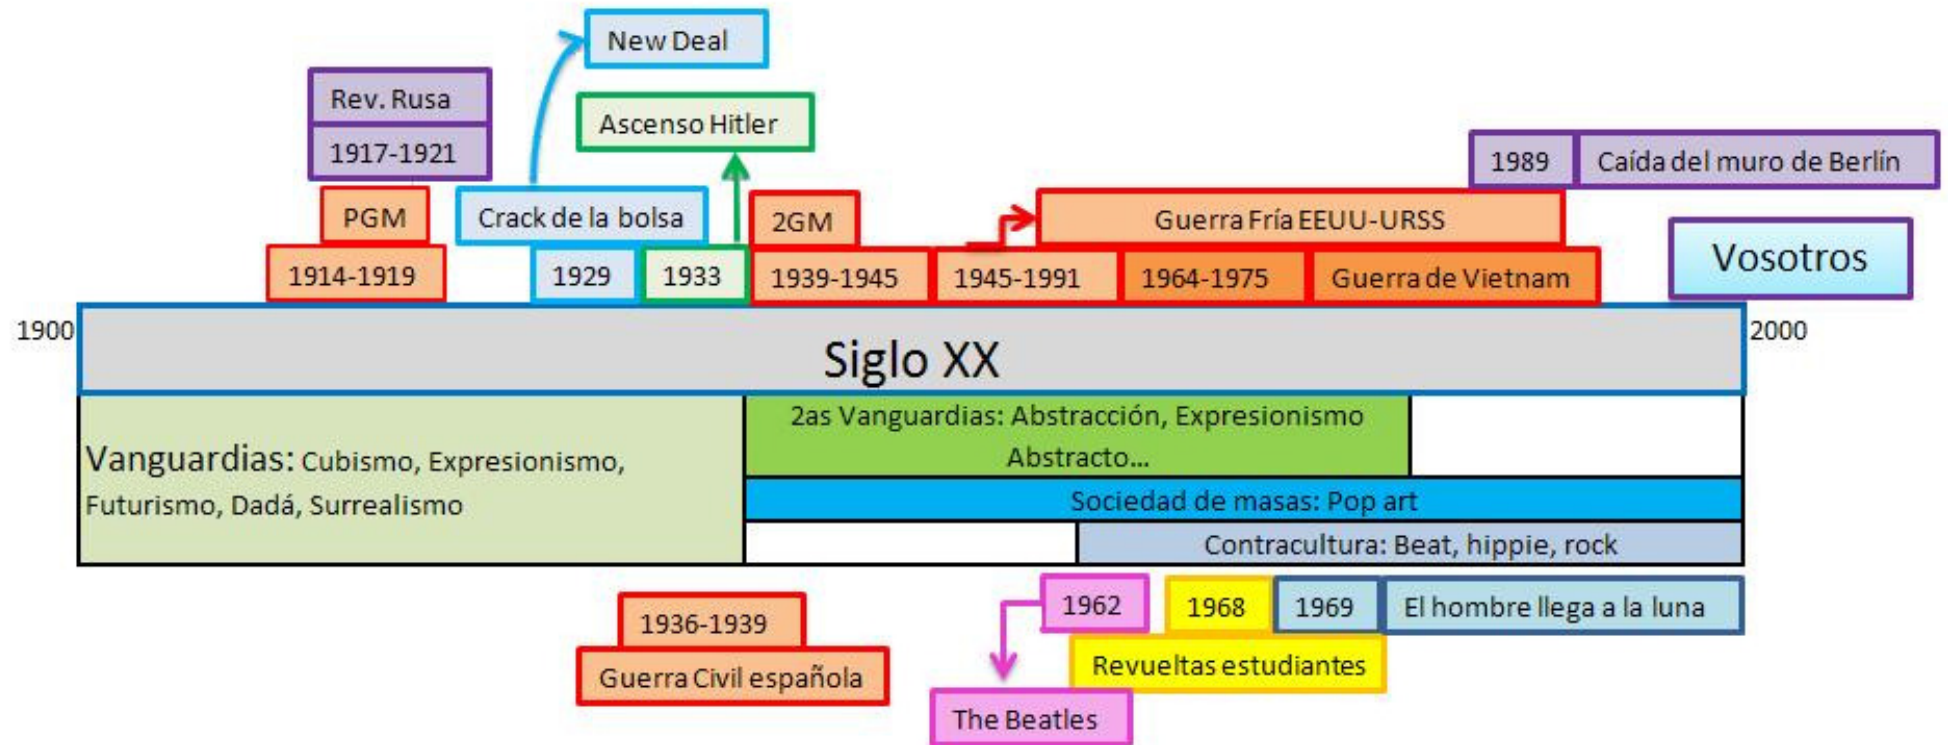 New Deal
Rev. Rusa
1917-1921
Ascenso Hitler
1989
Caída del muro de Berlín
PGM
1914-1919
Crack de la bolsa
1929
1933
2GM
1939-1945
1945-1991
Guerra Fría EEUU-URSS
1964-1975
Guerra de Vietnam
Vosotros
1900
Siglo XX
2000
Vanguardias: Cubismo, Expresionismo,
Futurismo, Dadá, Surrealismo
2as Vanguardias: Abstracción, Expresionismo
Abstracto...
Sociedad de masas: Pop art
Contracultura: Beat, hippie, rock
1936-1939
Guerra Civil española
1962
The Beatles
1968
Revueltas estudiantes
1969
El hombre llega a la luna